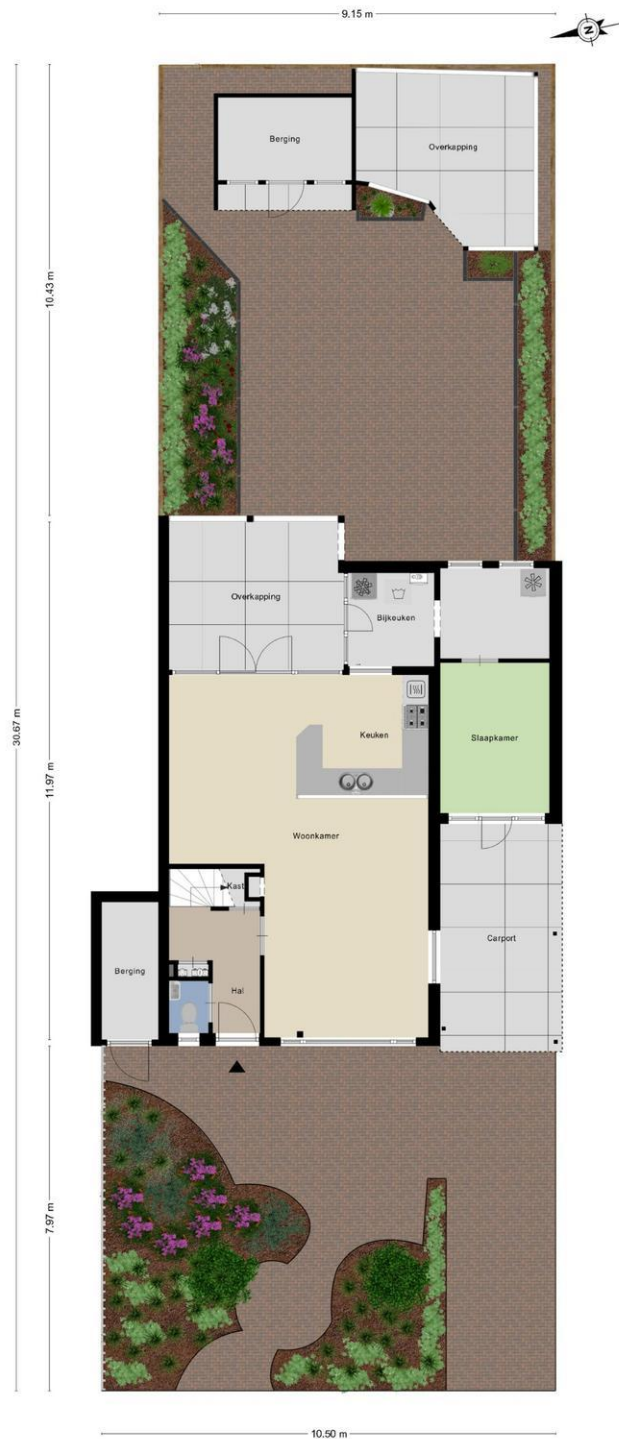 9.15 m
N
Berging
Overkapping
10.43 m
Overkapping
Bijkeuken
30.67 m
11.97 m
Keuken
Slaapkamer
Woonkamer
Kast
Carport
Berging
Hal
7.97 m
10.50 m